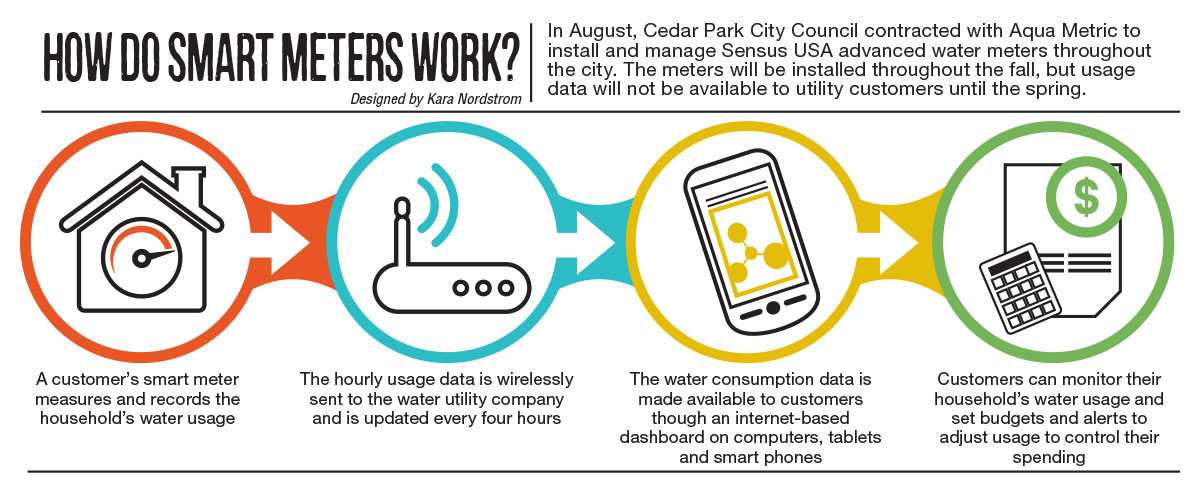 HOW DO SMART METERS WORK?
Designed by Kara Nordstrom
In August, Cedar Park City Council contracted with Aqua Metric to
install and manage Sensus USA advanced water meters throughout
the city. The meters will be installed throughout the fall, but usage
data will not be available to utility customers until the spring.
$
A customer's smart meter
measures and records the
household's water usage
The hourly usage data is wirelessly
sent to the water utility company
and is updated every four hours
The water consumption data is
made available to customers
though an internet-based
dashboard on computers, tablets
and smart phones
Customers can monitor their
household's water usage and
set budgets and alerts to
adjust usage to control their
spending